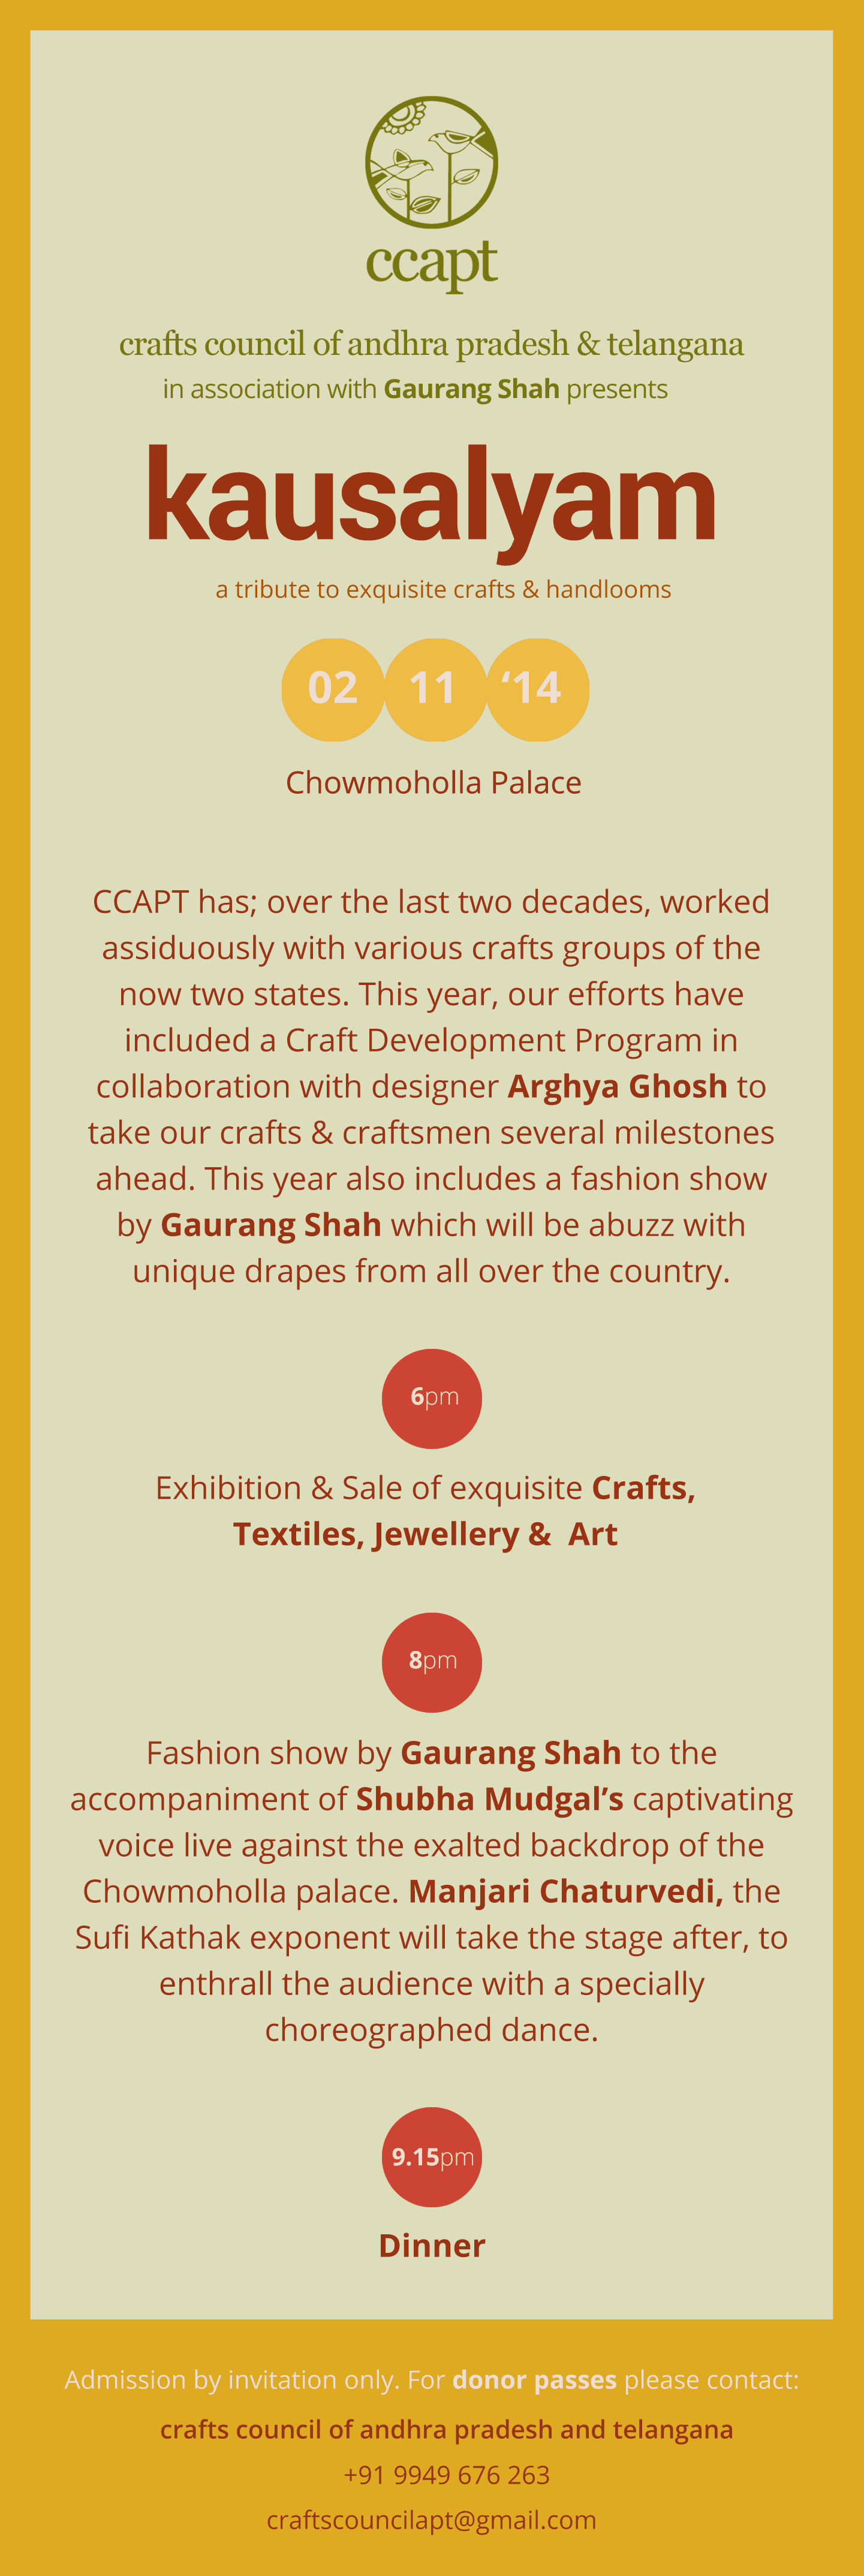 ccapt
crafts council of andhra pradesh & telangana
in association with Gaurang Shah presents
kausalyam
a tribute to exquisite crafts & handlooms
02 11 ‘14
Chowmoholla Palace
CCAPT has; over the last two decades, worked
assiduously with various crafts groups of the
now two states. This year, our efforts have
included a Craft Development Program in
collaboration with designer Arghya Ghosh to
take our crafts & craftsmen several milestones
ahead. This year also includes a fashion show
by Gaurang Shah which will be abuzz with
unique drapes from all over the country.
6pm
Exhibition & Sale of exquisite Crafts,
Textiles, Jewellery & Art
8pm
Fashion show by Gaurang Shah to the
accompaniment of Shubha Mudgal’s captivating
voice live against the exalted backdrop of the
Chowmoholla palace. Manjari Chaturvedi, the
Sufi Kathak exponent will take the stage after, to
enthrall the audience with a specially
choreographed dance.
9.15pm
Dinner
Admission by invitation only. For donor passes please contact:
crafts council of andhra pradesh and telangana
+91 9949 676 263
craftscouncilapt@gmail.com